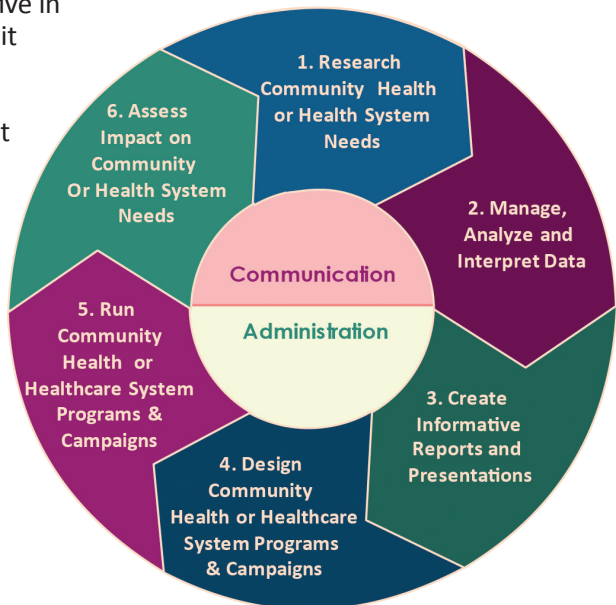 ive in
it
t
1. Research
Community Health
or Health System
Needs
2. Manage,
Analyze and
Interpret Data
3. Create
Informative
Reports and
Presentations
4. Design
Community
Health or Healthcare
System Programs
& Campaigns
5. Run
Community
Health or
Healthcare System
Programs &
Campaigns
6. Assess
Impact on
Community
Or Health System
Needs
Communication
Administration